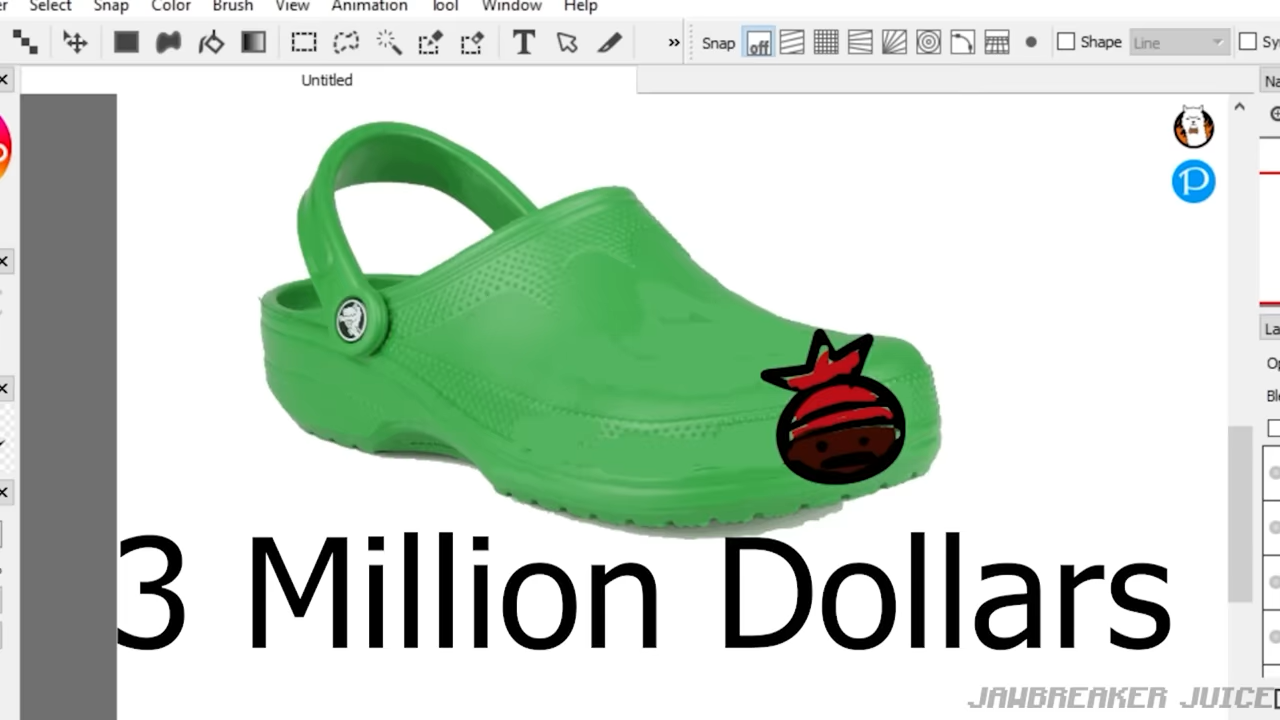 Select Snap Color Brush View Animation Tool Window Help
T » Snap off Shape Line
Untitled
P
3 Million Dollars
JAWBREAKER JUICE